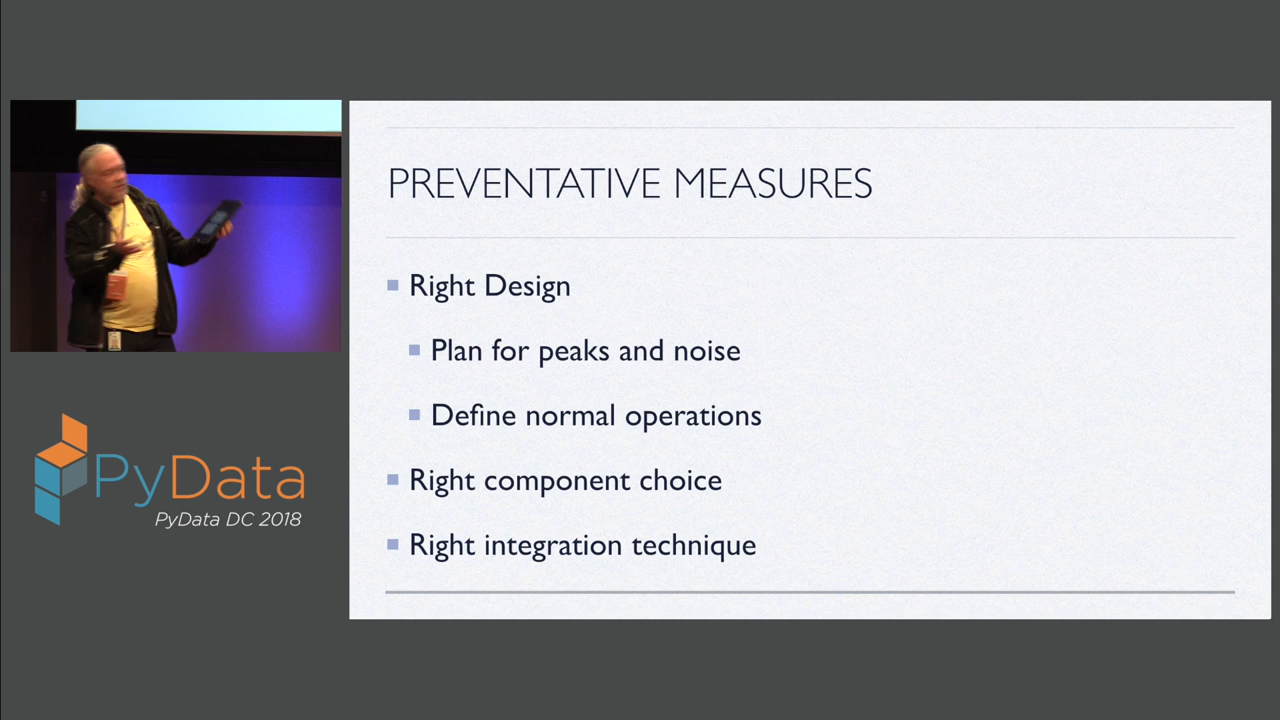 PREVENTATIVE MEASURES
Right Design
Plan for peaks and noise
Define normal operations
Right component choice
Right integration technique
PyData
PyData DC 2018